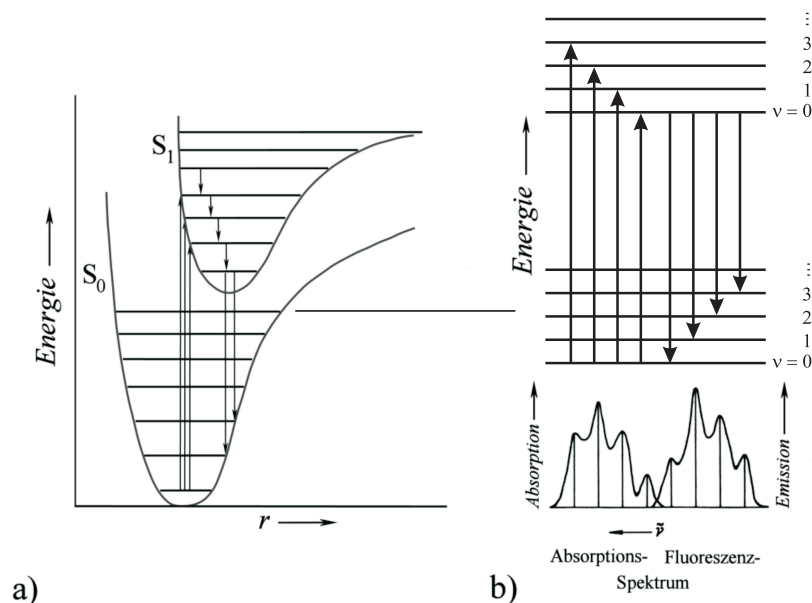 S₁
S₀
Energie
r
a)
⋮
3
2
1
ν = 0
Energie
⋮
3
2
1
ν = 0
Absorption
Emission
ν̃
Absorptions- Fluoreszenz-
Spektrum
b)